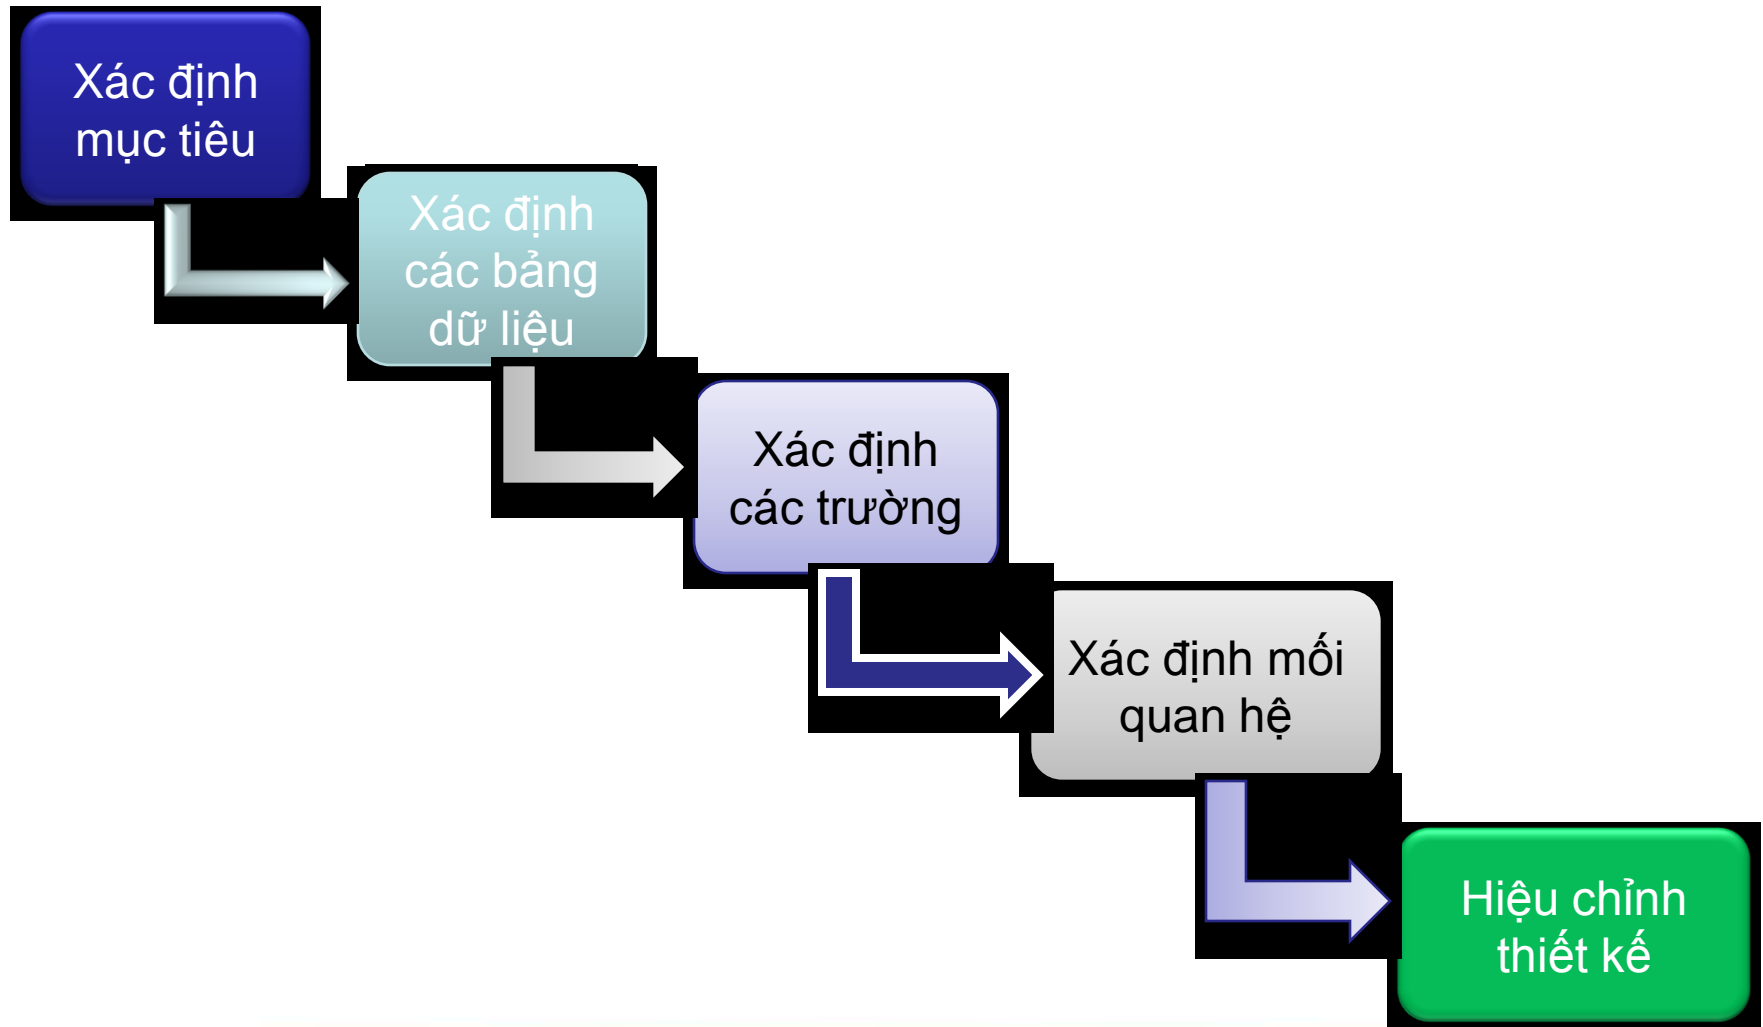 Xác định
mục tiêu
Xác định
các bảng
dữ liệu
Xác định
các trường
Xác định mối
quan hệ
Hiệu chỉnh
thiết kế